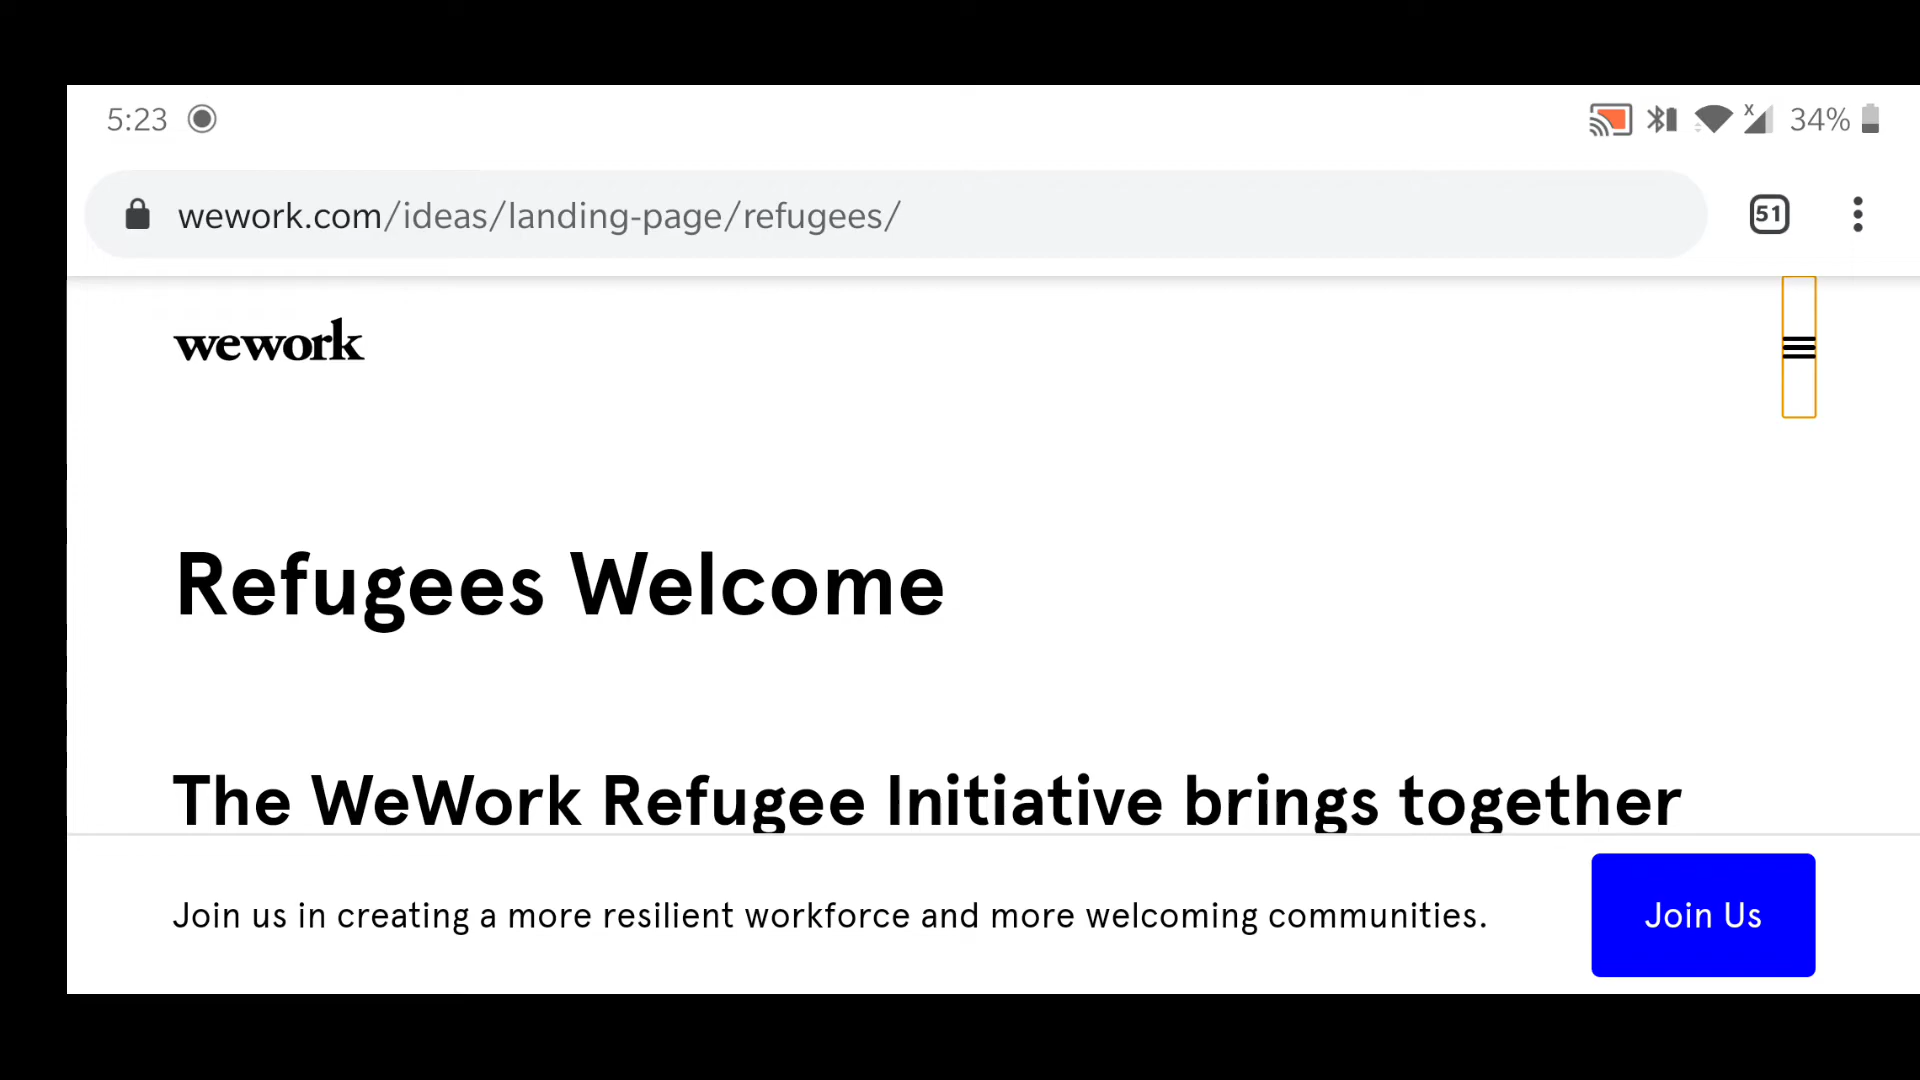 5:23
34%
wework.com/ideas/landing-page/refugees/
51
wework
Refugees Welcome
The WeWork Refugee Initiative brings together
Join us in creating a more resilient workforce and more welcoming communities.
Join Us